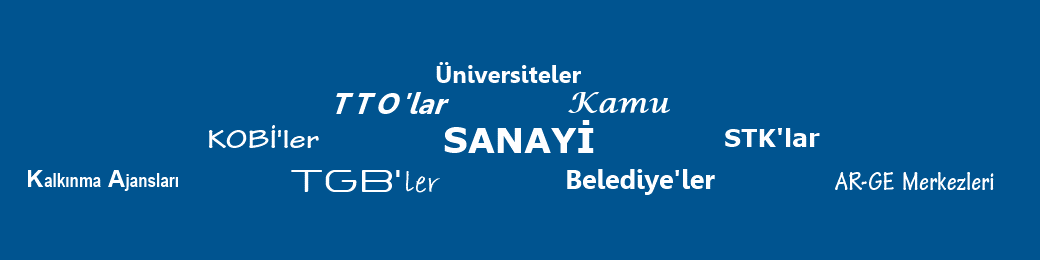 Üniversiteler
TTO'lar Kamu
KOBİ'ler SANAYİ STK'lar
Kalkınma Ajansları TGB'ler Belediye'ler AR-GE Merkezleri